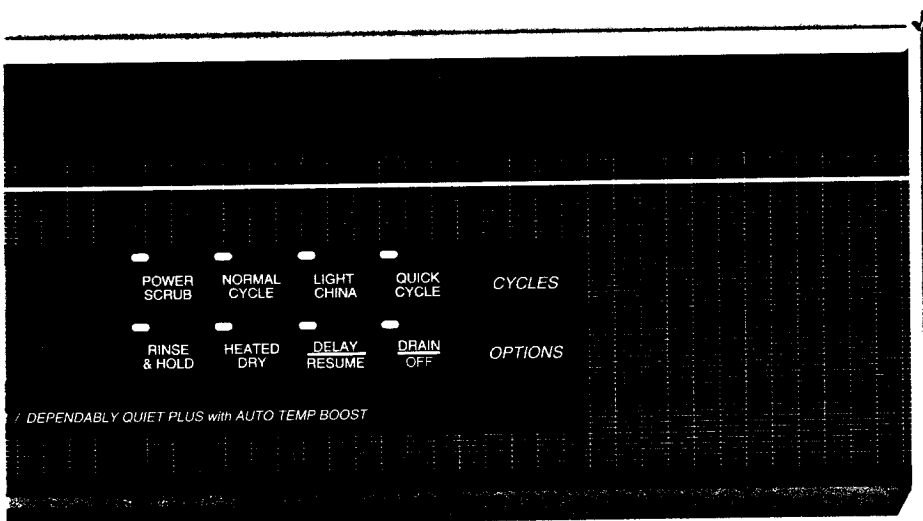 POWER SCRUB
NORMAL CYCLE
LIGHT CHINA
QUICK CYCLE
CYCLES
RINSE & HOLD
HEATED DRY
DELAY RESUME
DRAIN OFF
OPTIONS
/ DEPENDABLY QUIET PLUS with AUTO TEMP BOOST